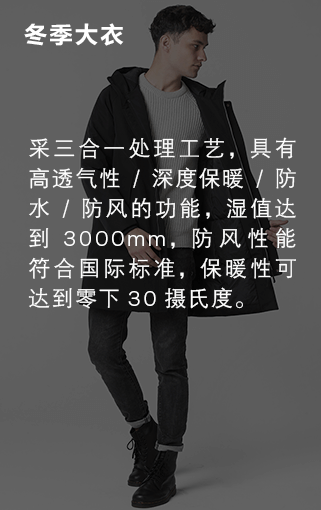 冬季大衣
采三合一处理工艺，具有
高透气性 / 深度保暖 / 防
水 / 防风的功能，湿值达
到 3000mm，防风性能
符合国际标准，保暖性可
达到零下 30 摄氏度。